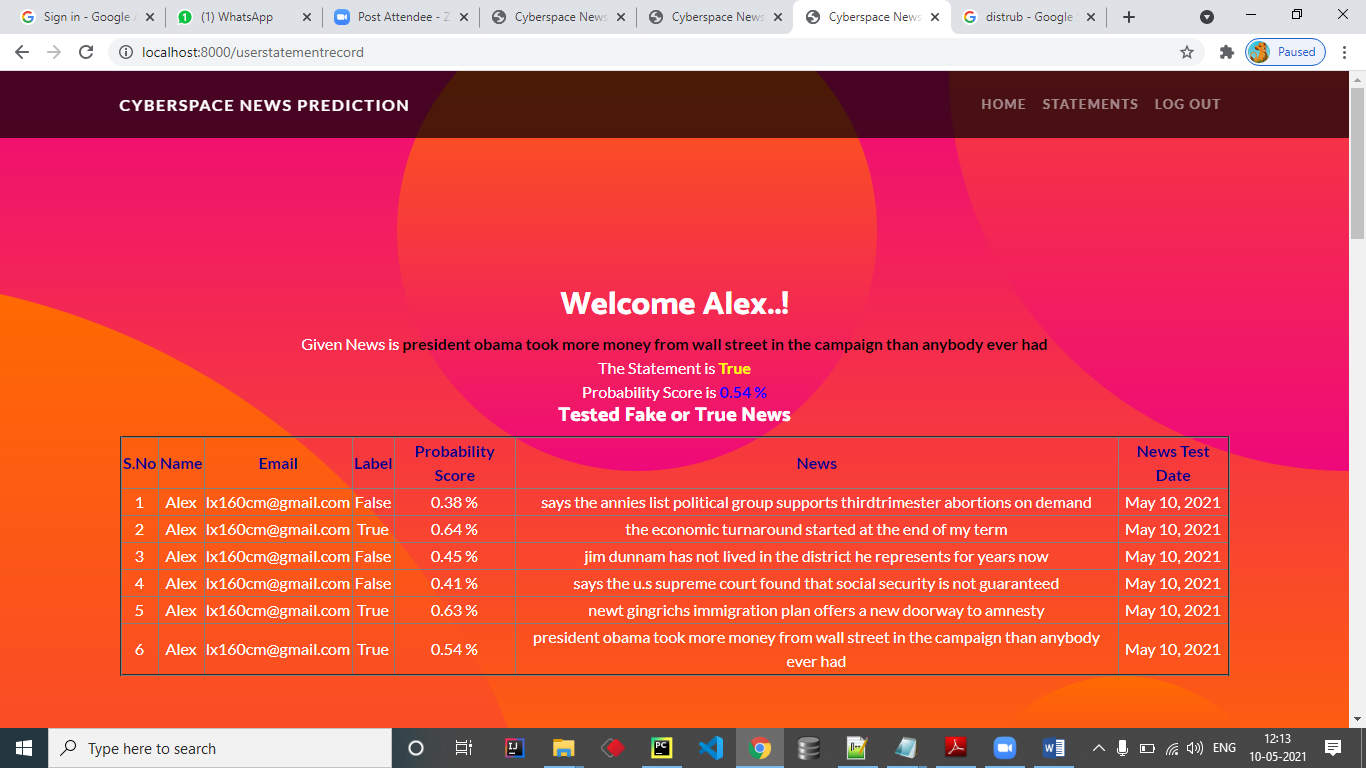 Sign in - Google A
(1) WhatsApp
Post Attendee - Z
Cyberspace News
Cyberspace News
Cyberspace News
distrub - Google
localhost:8000/userstatementrecord
Paused
CYBERSPACE NEWS PREDICTION
HOME STATEMENTS LOG OUT
Welcome Alex..!
Given News is president obama took more money from wall street in the campaign than anybody ever had
The Statement is True
Probability Score is 0.54 %
Tested Fake or True News
S.No Name Email Label Probability Score News News Test Date
1 Alex lx160cm@gmail.com False 0.38 % says the annies list political group supports thirdtrimester abortions on demand May 10, 2021
2 Alex lx160cm@gmail.com True 0.64 % the economic turnaround started at the end of my term May 10, 2021
3 Alex lx160cm@gmail.com False 0.45 % jim dunnam has not lived in the district he represents for years now May 10, 2021
4 Alex lx160cm@gmail.com False 0.41 % says the u.s supreme court found that social security is not guaranteed May 10, 2021
5 Alex lx160cm@gmail.com True 0.63 % newt gingrichs immigration plan offers a new doorway to amnesty May 10, 2021
6 Alex lx160cm@gmail.com True 0.54 % president obama took more money from wall street in the campaign than anybody ever had May 10, 2021
Type here to search
ENG
12:13
10-05-2021